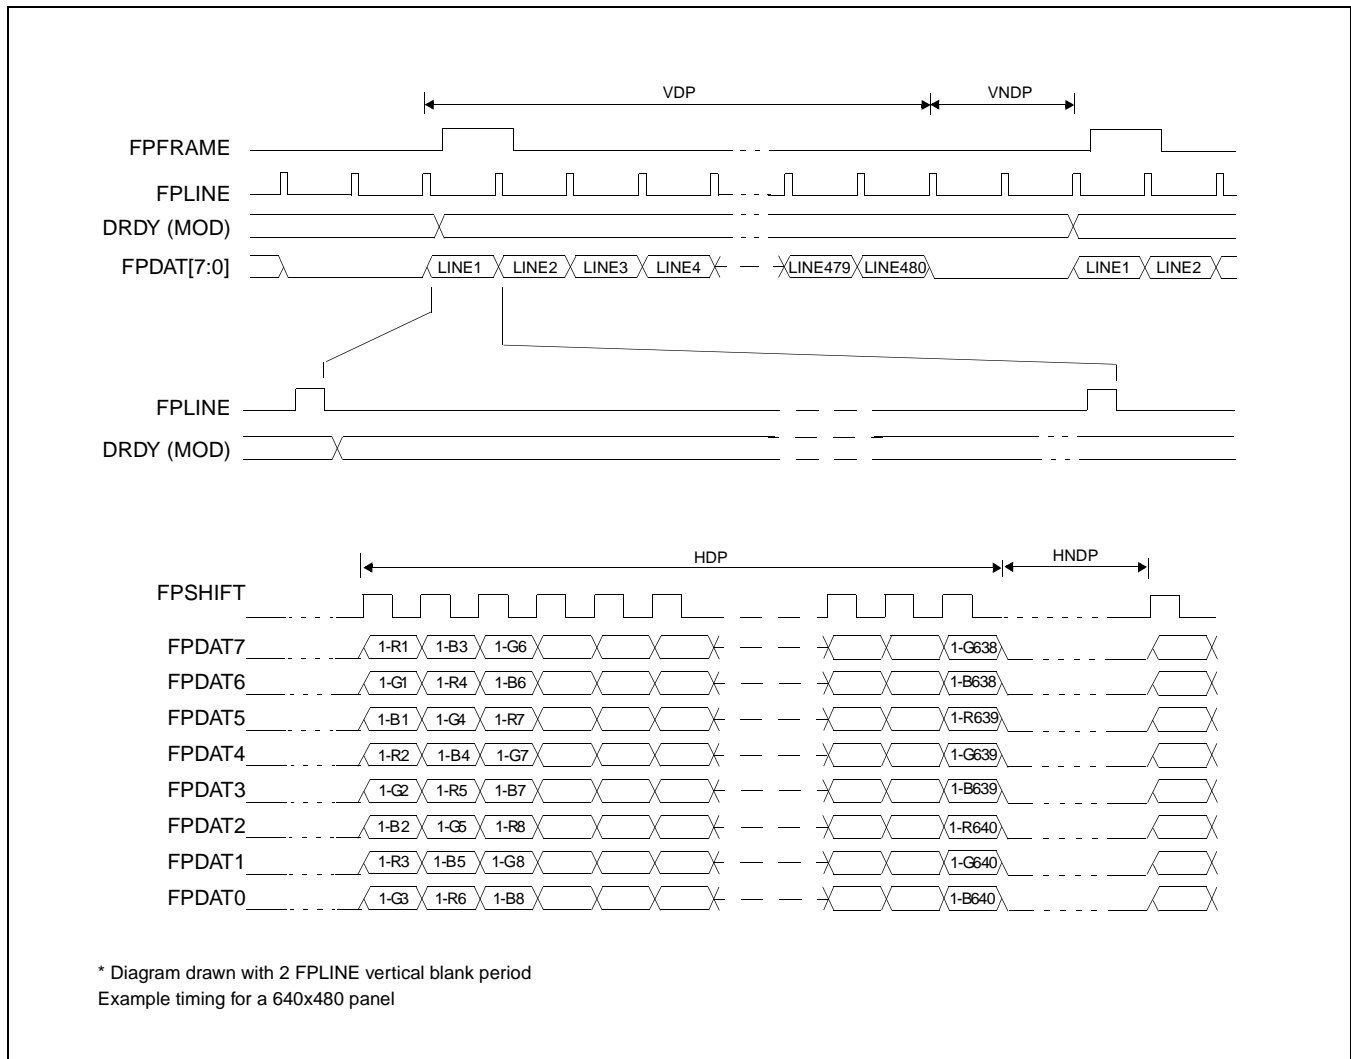 VDP VNDP
FPFRAME
FPLINE
DRDY (MOD)
FPDAT[7:0] LINE1 LINE2 LINE3 LINE4 LINE479 LINE480 LINE1 LINE2
FPLINE
DRDY (MOD)
HDP HNDP
FPSHIFT
FPDAT7 1-R1 1-B3 1-G6 1-G638
FPDAT6 1-G1 1-R4 1-B6 1-B638
FPDAT5 1-B1 1-G4 1-R7 1-R639
FPDAT4 1-R2 1-B4 1-G7 1-G639
FPDAT3 1-G2 1-R5 1-B7 1-B639
FPDAT2 1-B2 1-G5 1-R8 1-R640
FPDAT1 1-R3 1-B5 1-G8 1-G640
FPDAT0 1-G3 1-R6 1-B8 1-B640
* Diagram drawn with 2 FPLINE vertical blank period
Example timing for a 640x480 panel